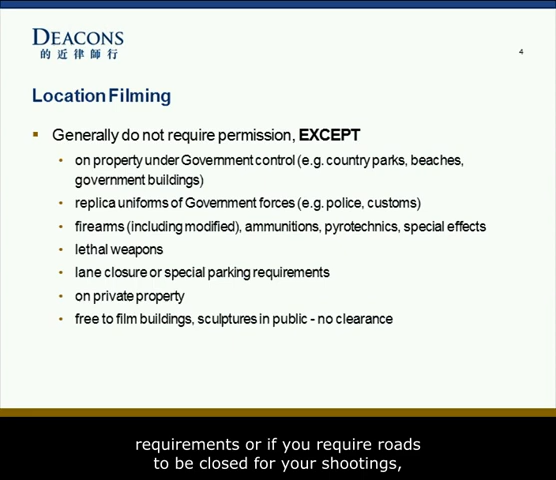 DEACONS
的近律師行
4
Location Filming
▪ Generally do not require permission, EXCEPT
• on property under Government control (e.g. country parks, beaches,
government buildings)
• replica uniforms of Government forces (e.g. police, customs)
• firearms (including modified), ammunitions, pyrotechnics, special effects
• lethal weapons
• lane closure or special parking requirements
• on private property
• free to film buildings, sculptures in public - no clearance
requirements or if you require roads
to be closed for your shootings,